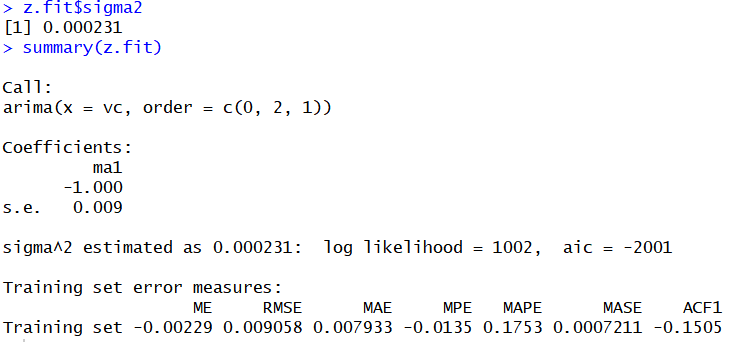 > z.fit$sigma2
[1] 0.000231
> summary(z.fit)
Call:
arima(x = vc, order = c(0, 2, 1))
Coefficients:
ma1
-1.000
s.e. 0.009
sigma^2 estimated as 0.000231: log likelihood = 1002, aic = -2001
Training set error measures:
ME RMSE MAE MPE MAPE MASE ACF1
Training set -0.00229 0.009058 0.007933 -0.0135 0.1753 0.0007211 -0.1505